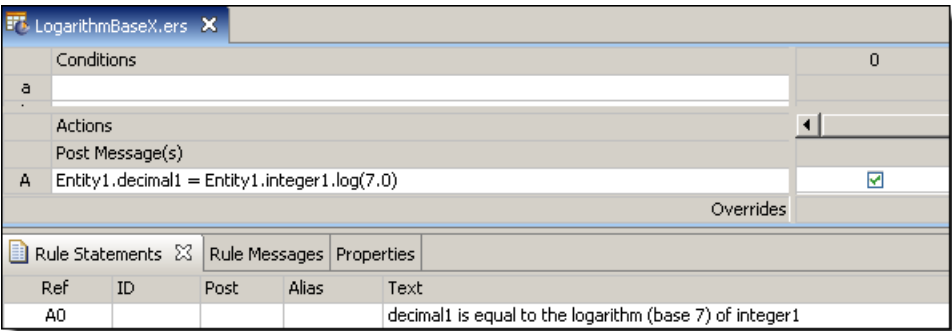 LogarithmBaseX.ers
Conditions 0
a
Actions
Post Message(s)
A Entity1.decimal1 = Entity1.integer1.log(7.0)
Overrides
Rule Statements Rule Messages Properties
Ref ID Post Alias Text
A0 decimal1 is equal to the logarithm (base 7) of integer1